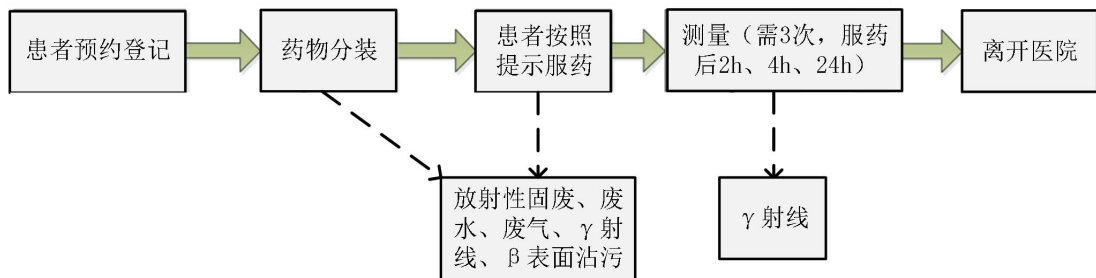 患者预约登记
药物分装
患者按照
提示服药
测量（需3次，服药
后2h、4h、24h）
离开医院
放射性固废、废
水、废气、γ射
线、β表面沾污
γ射线